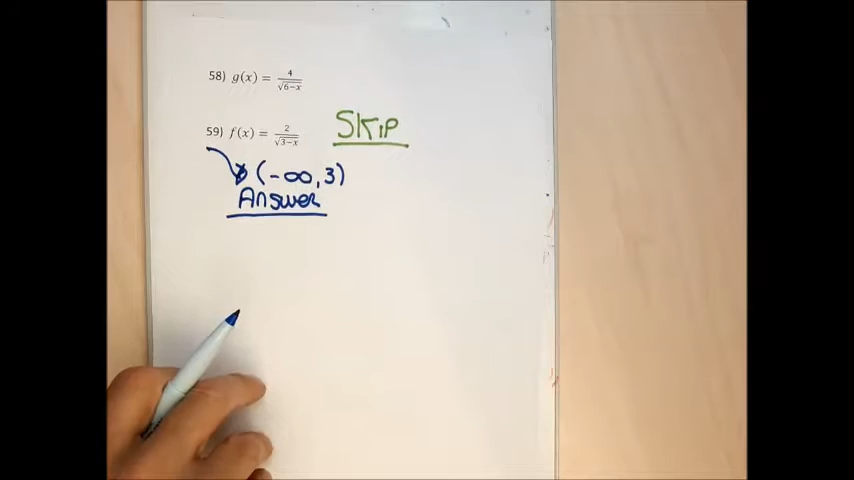 58) g(x) = 4/√(6−x)
59) f(x) = 2/√(3−x) SKIP
(-∞, 3)
Answer